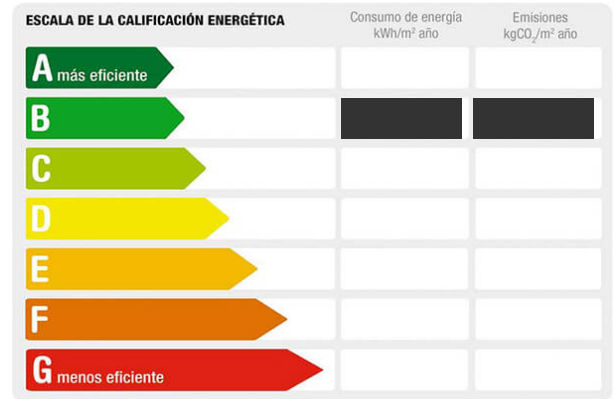 ESCALA DE LA CALIFICACIÓN ENERGÉTICA
Consumo de energía
kWh/m² año
Emisiones
kgCO₂/m² año
A más eficiente
B
C
D
E
F
G menos eficiente